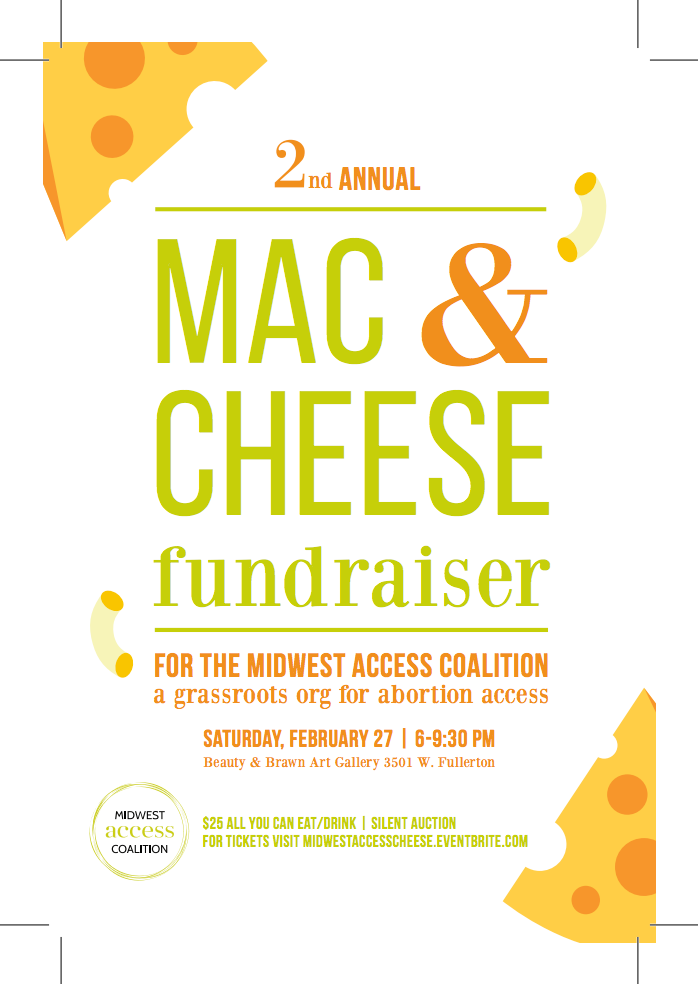 2nd ANNUAL
MAC &
CHEESE
fundraiser
FOR THE MIDWEST ACCESS COALITION
a grassroots org for abortion access
SATURDAY, FEBRUARY 27 | 6-9:30 PM
Beauty & Brawn Art Gallery 3501 W. Fullerton
MIDWEST
access
COALITION
$25 ALL YOU CAN EAT/DRINK | SILENT AUCTION
FOR TICKETS VISIT MIDWESTACCESSCHEESE.EVENTBRITE.COM